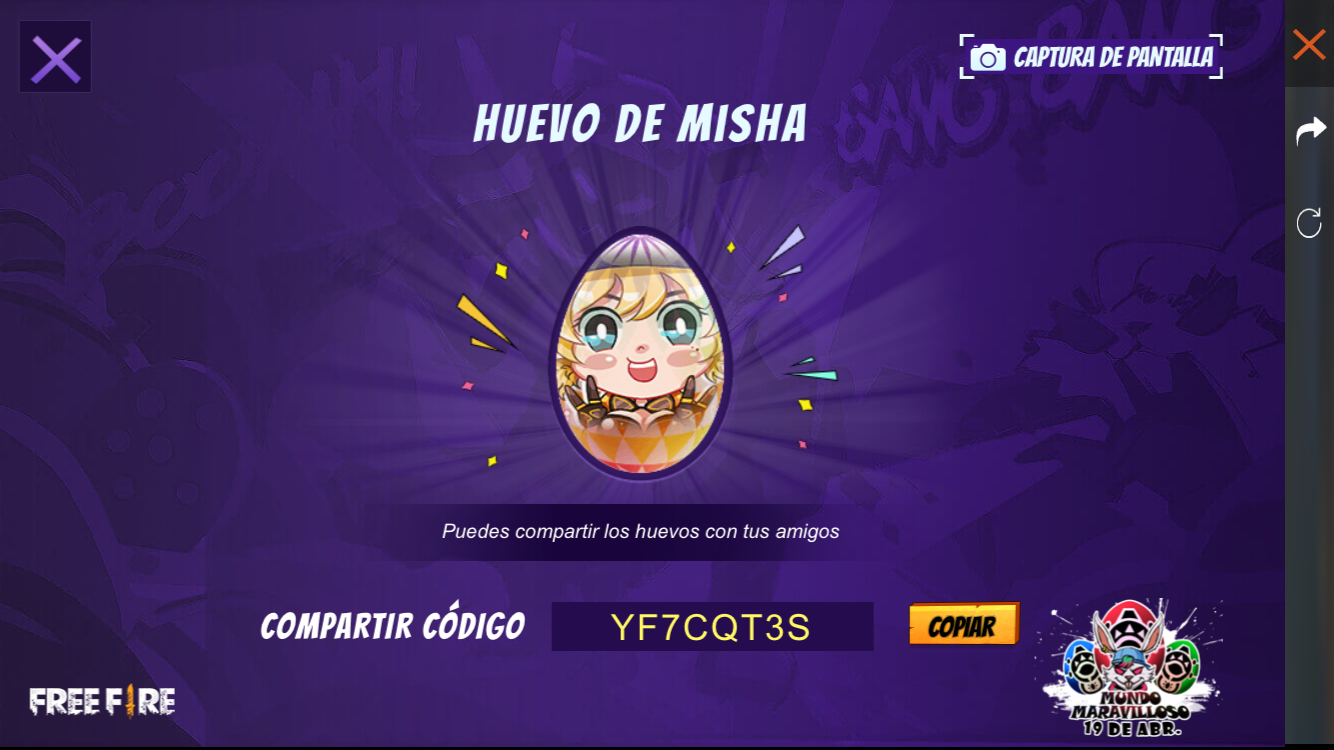 CAPTURA DE PANTALLA
HUEVO DE MISHA
Puedes compartir los huevos con tus amigos
COMPARTIR CÓDIGO
YF7CQT3S
COPIAR
FREE FIRE
MUNDO
MARAVILLOSO
19 DE ABR.